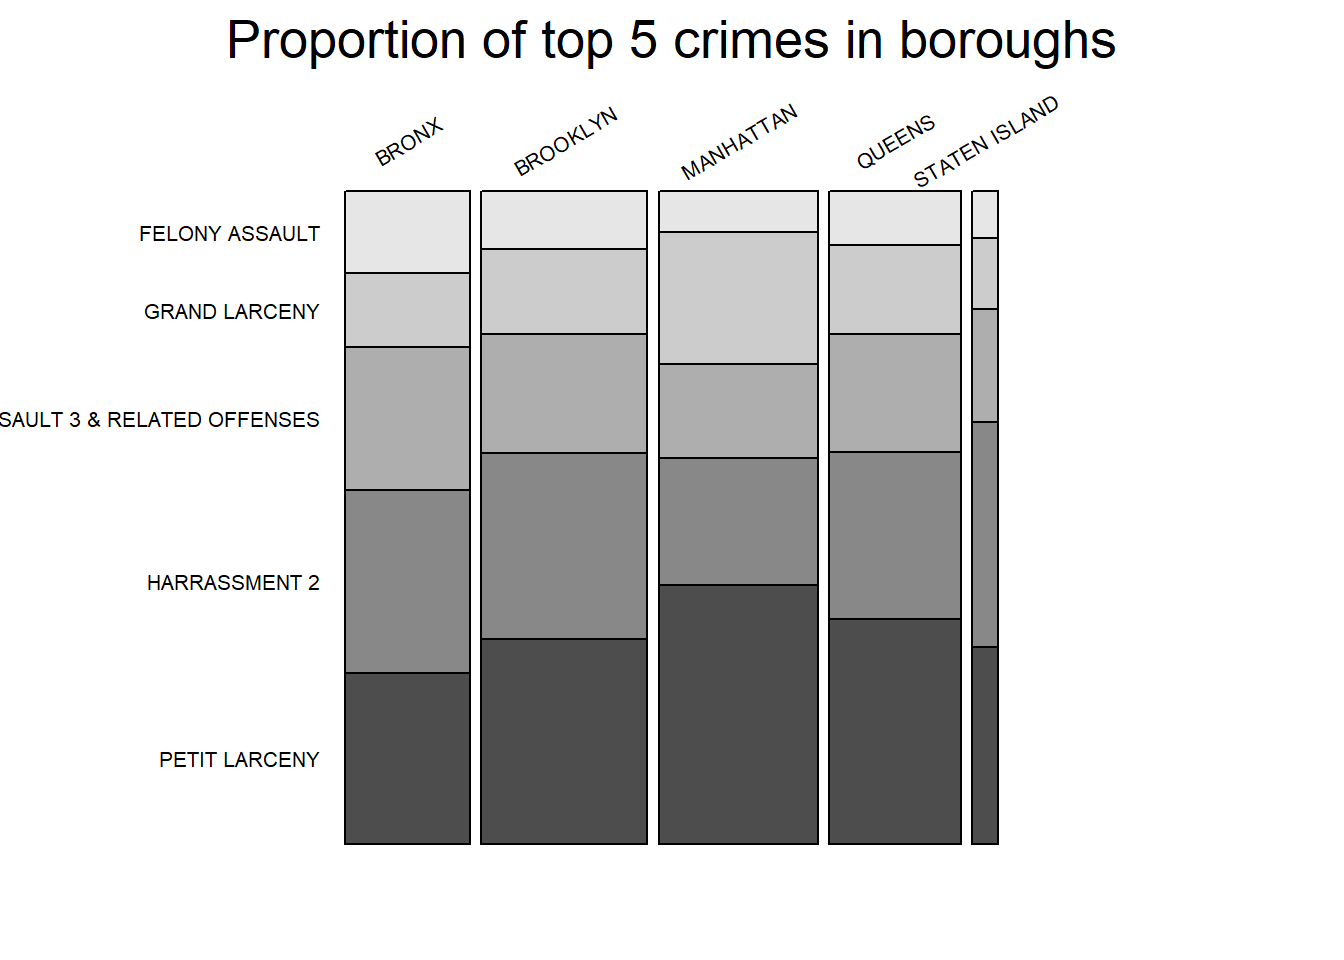 Proportion of top 5 crimes in boroughs
BRONX
BROOKLYN
MANHATTAN
QUEENS
STATEN ISLAND
FELONY ASSAULT
GRAND LARCENY
SAULT 3 & RELATED OFFENSES
HARRASSMENT 2
PETIT LARCENY